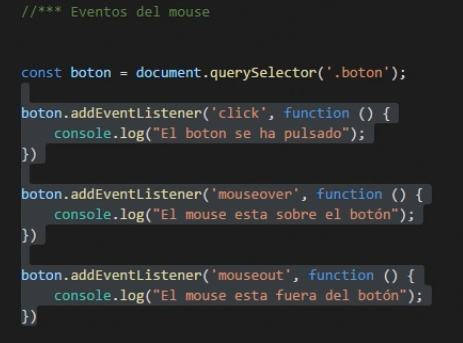 //*** Eventos del mouse
const boton = document.querySelector('.boton');
boton.addEventListener('click', function () {
    console.log("El boton se ha pulsado");
})
boton.addEventListener('mouseover', function () {
    console.log("El mouse esta sobre el botón");
})
boton.addEventListener('mouseout', function () {
    console.log("El mouse esta fuera del botón");
})